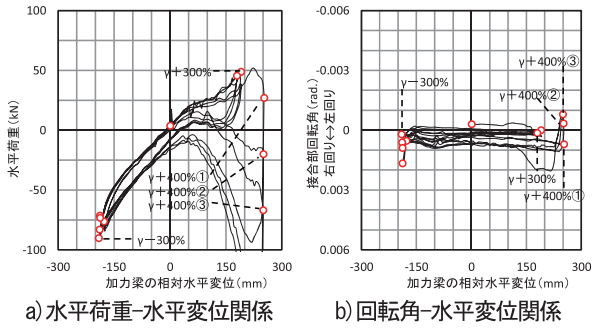 水平荷重(kN)
100
50
0
-50
-100
γ＋300%
γ＋400%①
γ＋400%②
γ＋400%③
γ－300%
-300
-150
0
150
300
加力梁の相対水平変位(mm)
a)水平荷重-水平変位関係
接合部回転角(rad.)
右回り⇔左回り
-0.006
-0.003
0
0.003
0.006
γ＋400%③
γ－300%
γ＋400%②
γ＋300%
γ＋400%①
-300
-150
0
150
300
加力梁の相対水平変位(mm)
b)回転角-水平変位関係